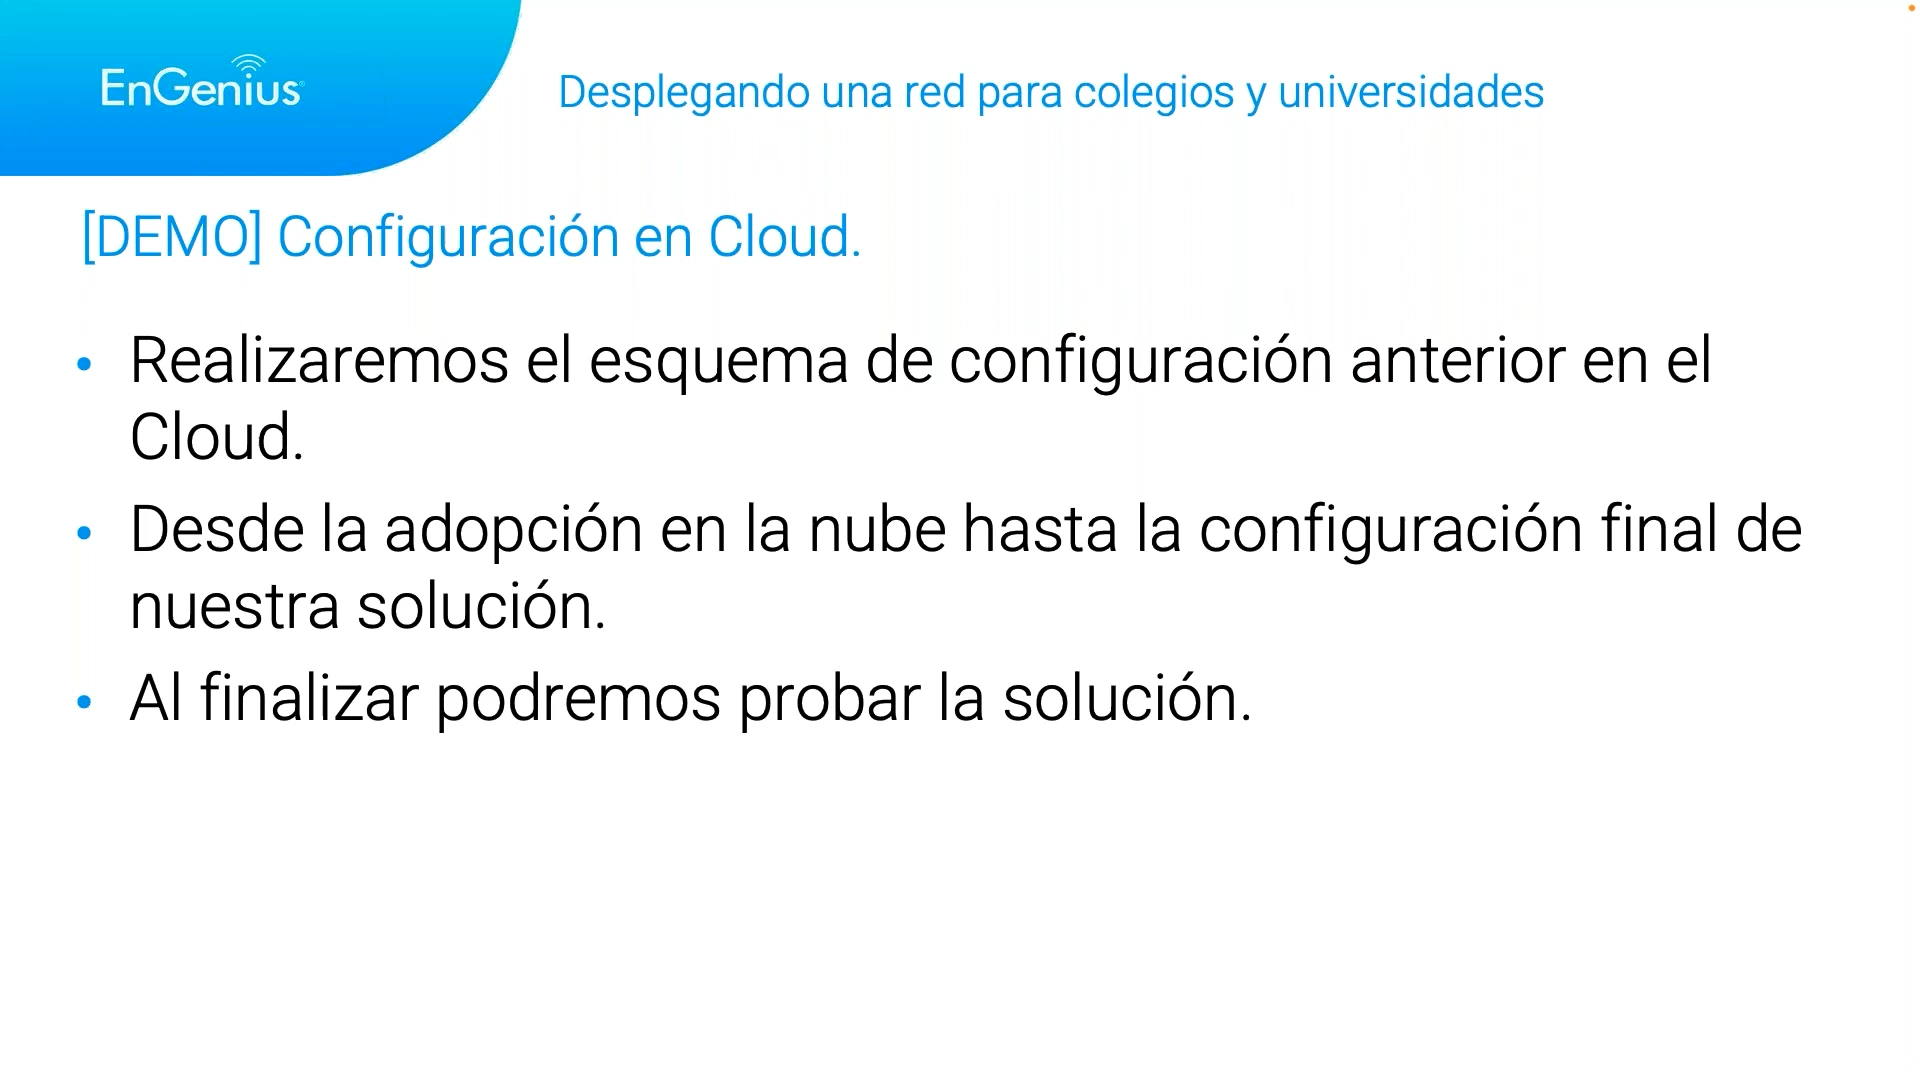 EnGenius
Desplegando una red para colegios y universidades
[DEMO] Configuración en Cloud.
• Realizaremos el esquema de configuración anterior en el
Cloud.
• Desde la adopción en la nube hasta la configuración final de
nuestra solución.
• Al finalizar podremos probar la solución.